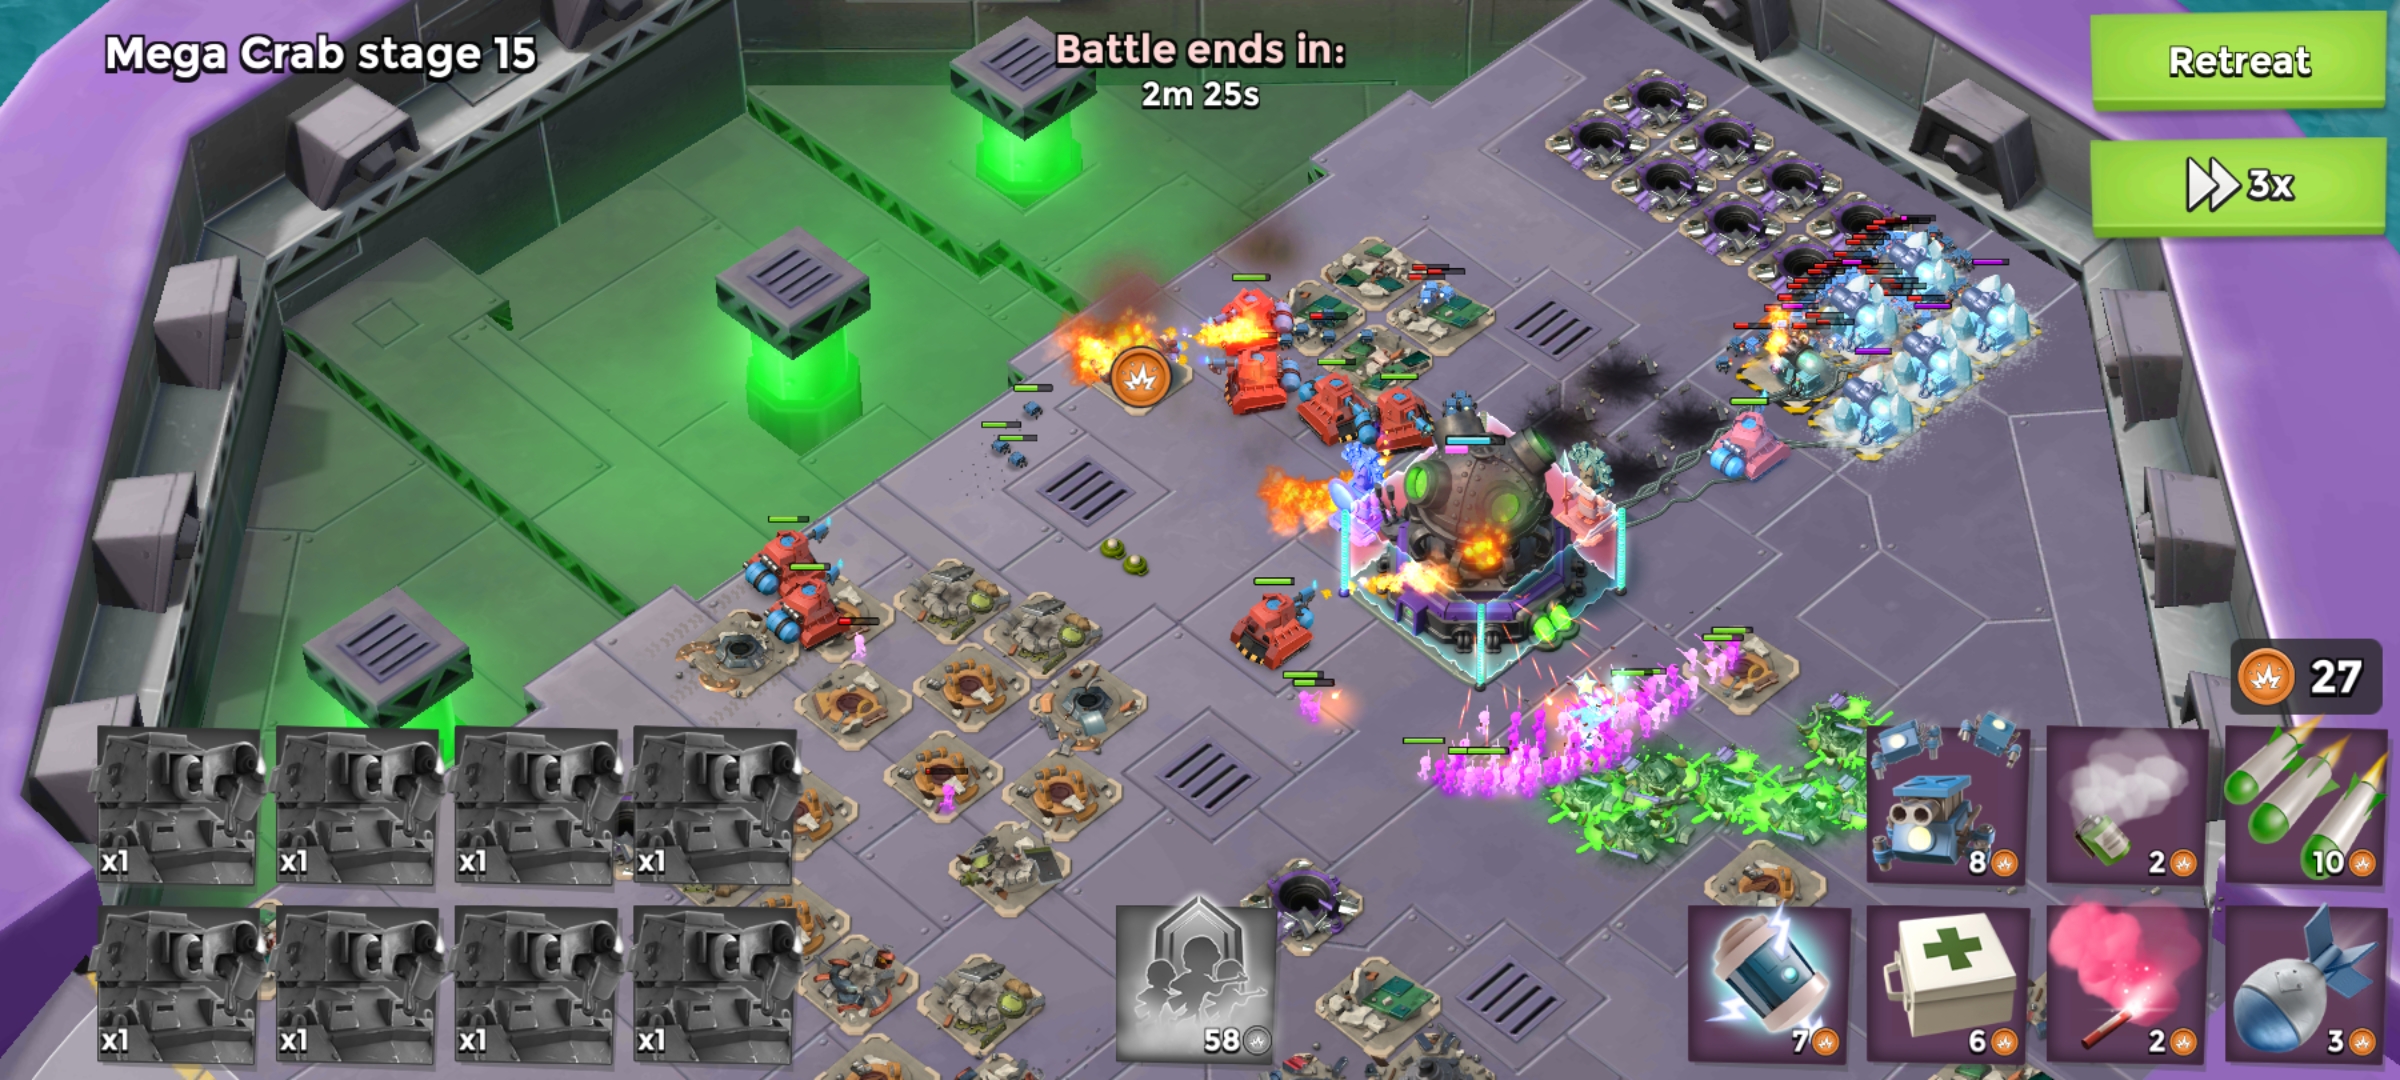 Mega Crab stage 15
Battle ends in:
2m 25s
Retreat
3x
27
x1
x1
x1
x1
8
2
10
x1
x1
x1
x1
58
7
6
2
3